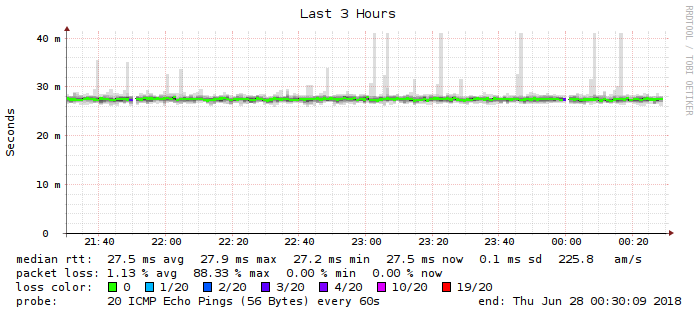 Last 3 Hours
RRDTOOL / TOBI OETIKER
Seconds
40 m
30 m
20 m
10 m
0
21:40 22:00 22:20 22:40 23:00 23:20 23:40 00:00 00:20
median rtt: 27.5 ms avg 27.9 ms max 27.2 ms min 27.5 ms now 0.1 ms sd 225.8 am/s
packet loss: 1.13 % avg 88.33 % max 0.00 % min 0.00 % now
loss color: 0 1/20 2/20 3/20 4/20 10/20 19/20
probe: 20 ICMP Echo Pings (56 Bytes) every 60s end: Thu Jun 28 00:30:09 2018